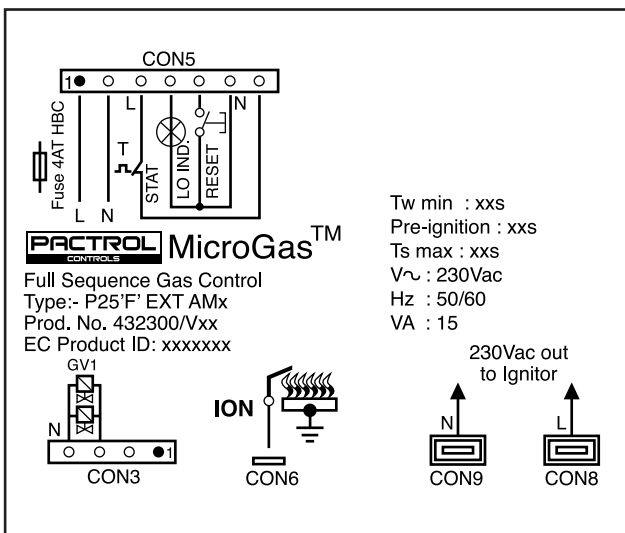 CON5
1
L
N
Fuse 4AT HBC
T
STAT
LO IND.
RESET
L N
PACTROL
CONTROLS
MicroGas™
Full Sequence Gas Control
Type:- P25'F' EXT AMx
Prod. No. 432300/Vxx
EC Product ID: xxxxxxx
Tw min : xxs
Pre-ignition : xxs
Ts max : xxs
V∿ : 230Vac
Hz : 50/60
VA : 15
GV1
N
1
CON3
ION
CON6
230Vac out
to Ignitor
N
L
CON9
CON8